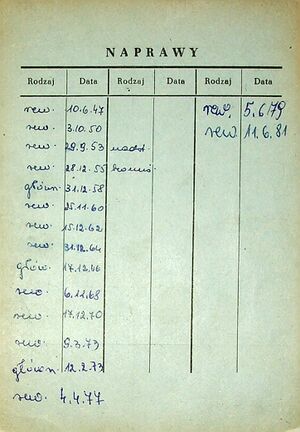 NAPRAWY
Rodzaj Data Rodzaj Data Rodzaj Data
rew. 10.6.47 rew. 5.6.79
rew. 3.10.50 rew 11.6.81
rew. 29.9.53
rew. 28.12.55
główn. 31.12.58
rew. 25.11.60
rew. 15.12.62
rew. 31.12.64
głów. 17.12.66
rew 6.11.68
rew. 17.12.70
rew. 9.3.73
główn. 12.2.73
rew. 4.4.77